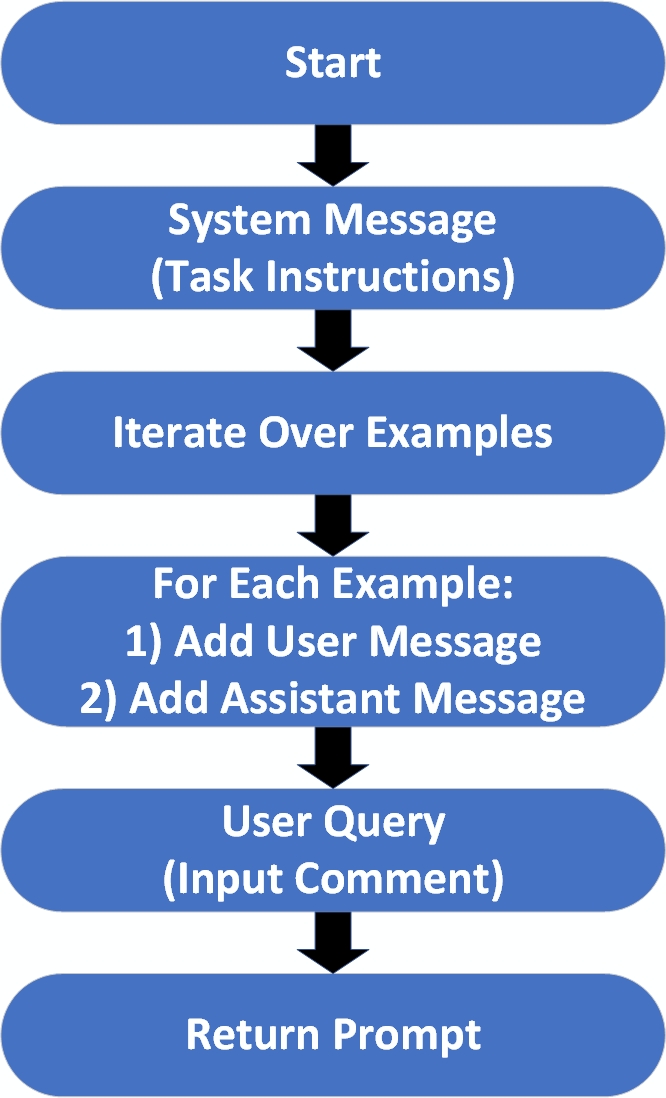 Start
System Message
(Task Instructions)
Iterate Over Examples
For Each Example:
1) Add User Message
2) Add Assistant Message
User Query
(Input Comment)
Return Prompt